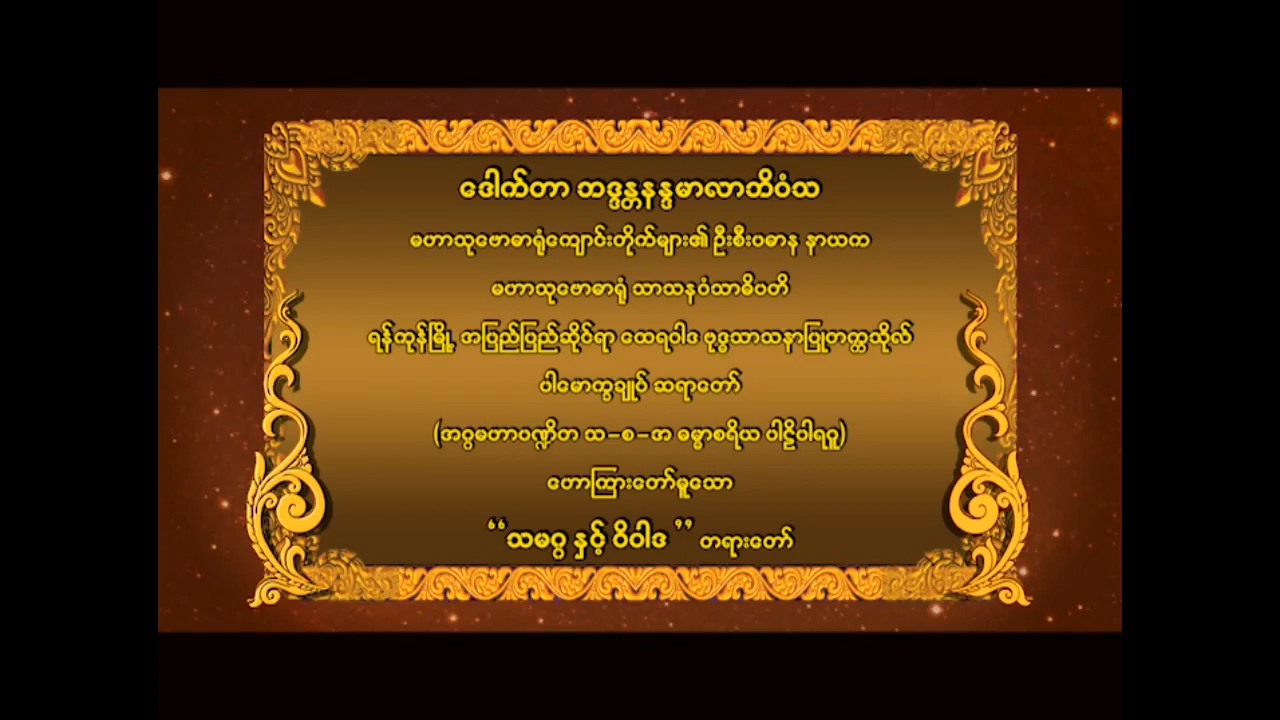 ဒေါက်တာ ဘဒ္ဒန္တနန္ဒမာလာဘိဝံသ
မဟာသုဗောဓာရုံကျောင်းတိုက်များ၏ ဦးစီးပဓာန နာယက
မဟာသုဗောဓာရုံ သာသနဝံသာဓိပတိ
ရန်ကုန်မြို့ အပြည်ပြည်ဆိုင်ရာ ထေရဝါဒ ဗုဒ္ဓသာသနာပြုတက္ကသိုလ်
ပါမောက္ခချုပ် ဆရာတော်
(အဂ္ဂမဟာပဏ္ဍိတ သ-စ-အ ဓမ္မာစရိယ ပါဠိပါရဂူ)
ဟောကြားတော်မူသော
“သမဂ္ဂ နှင့် ဝိဝါဒ ” တရားတော်